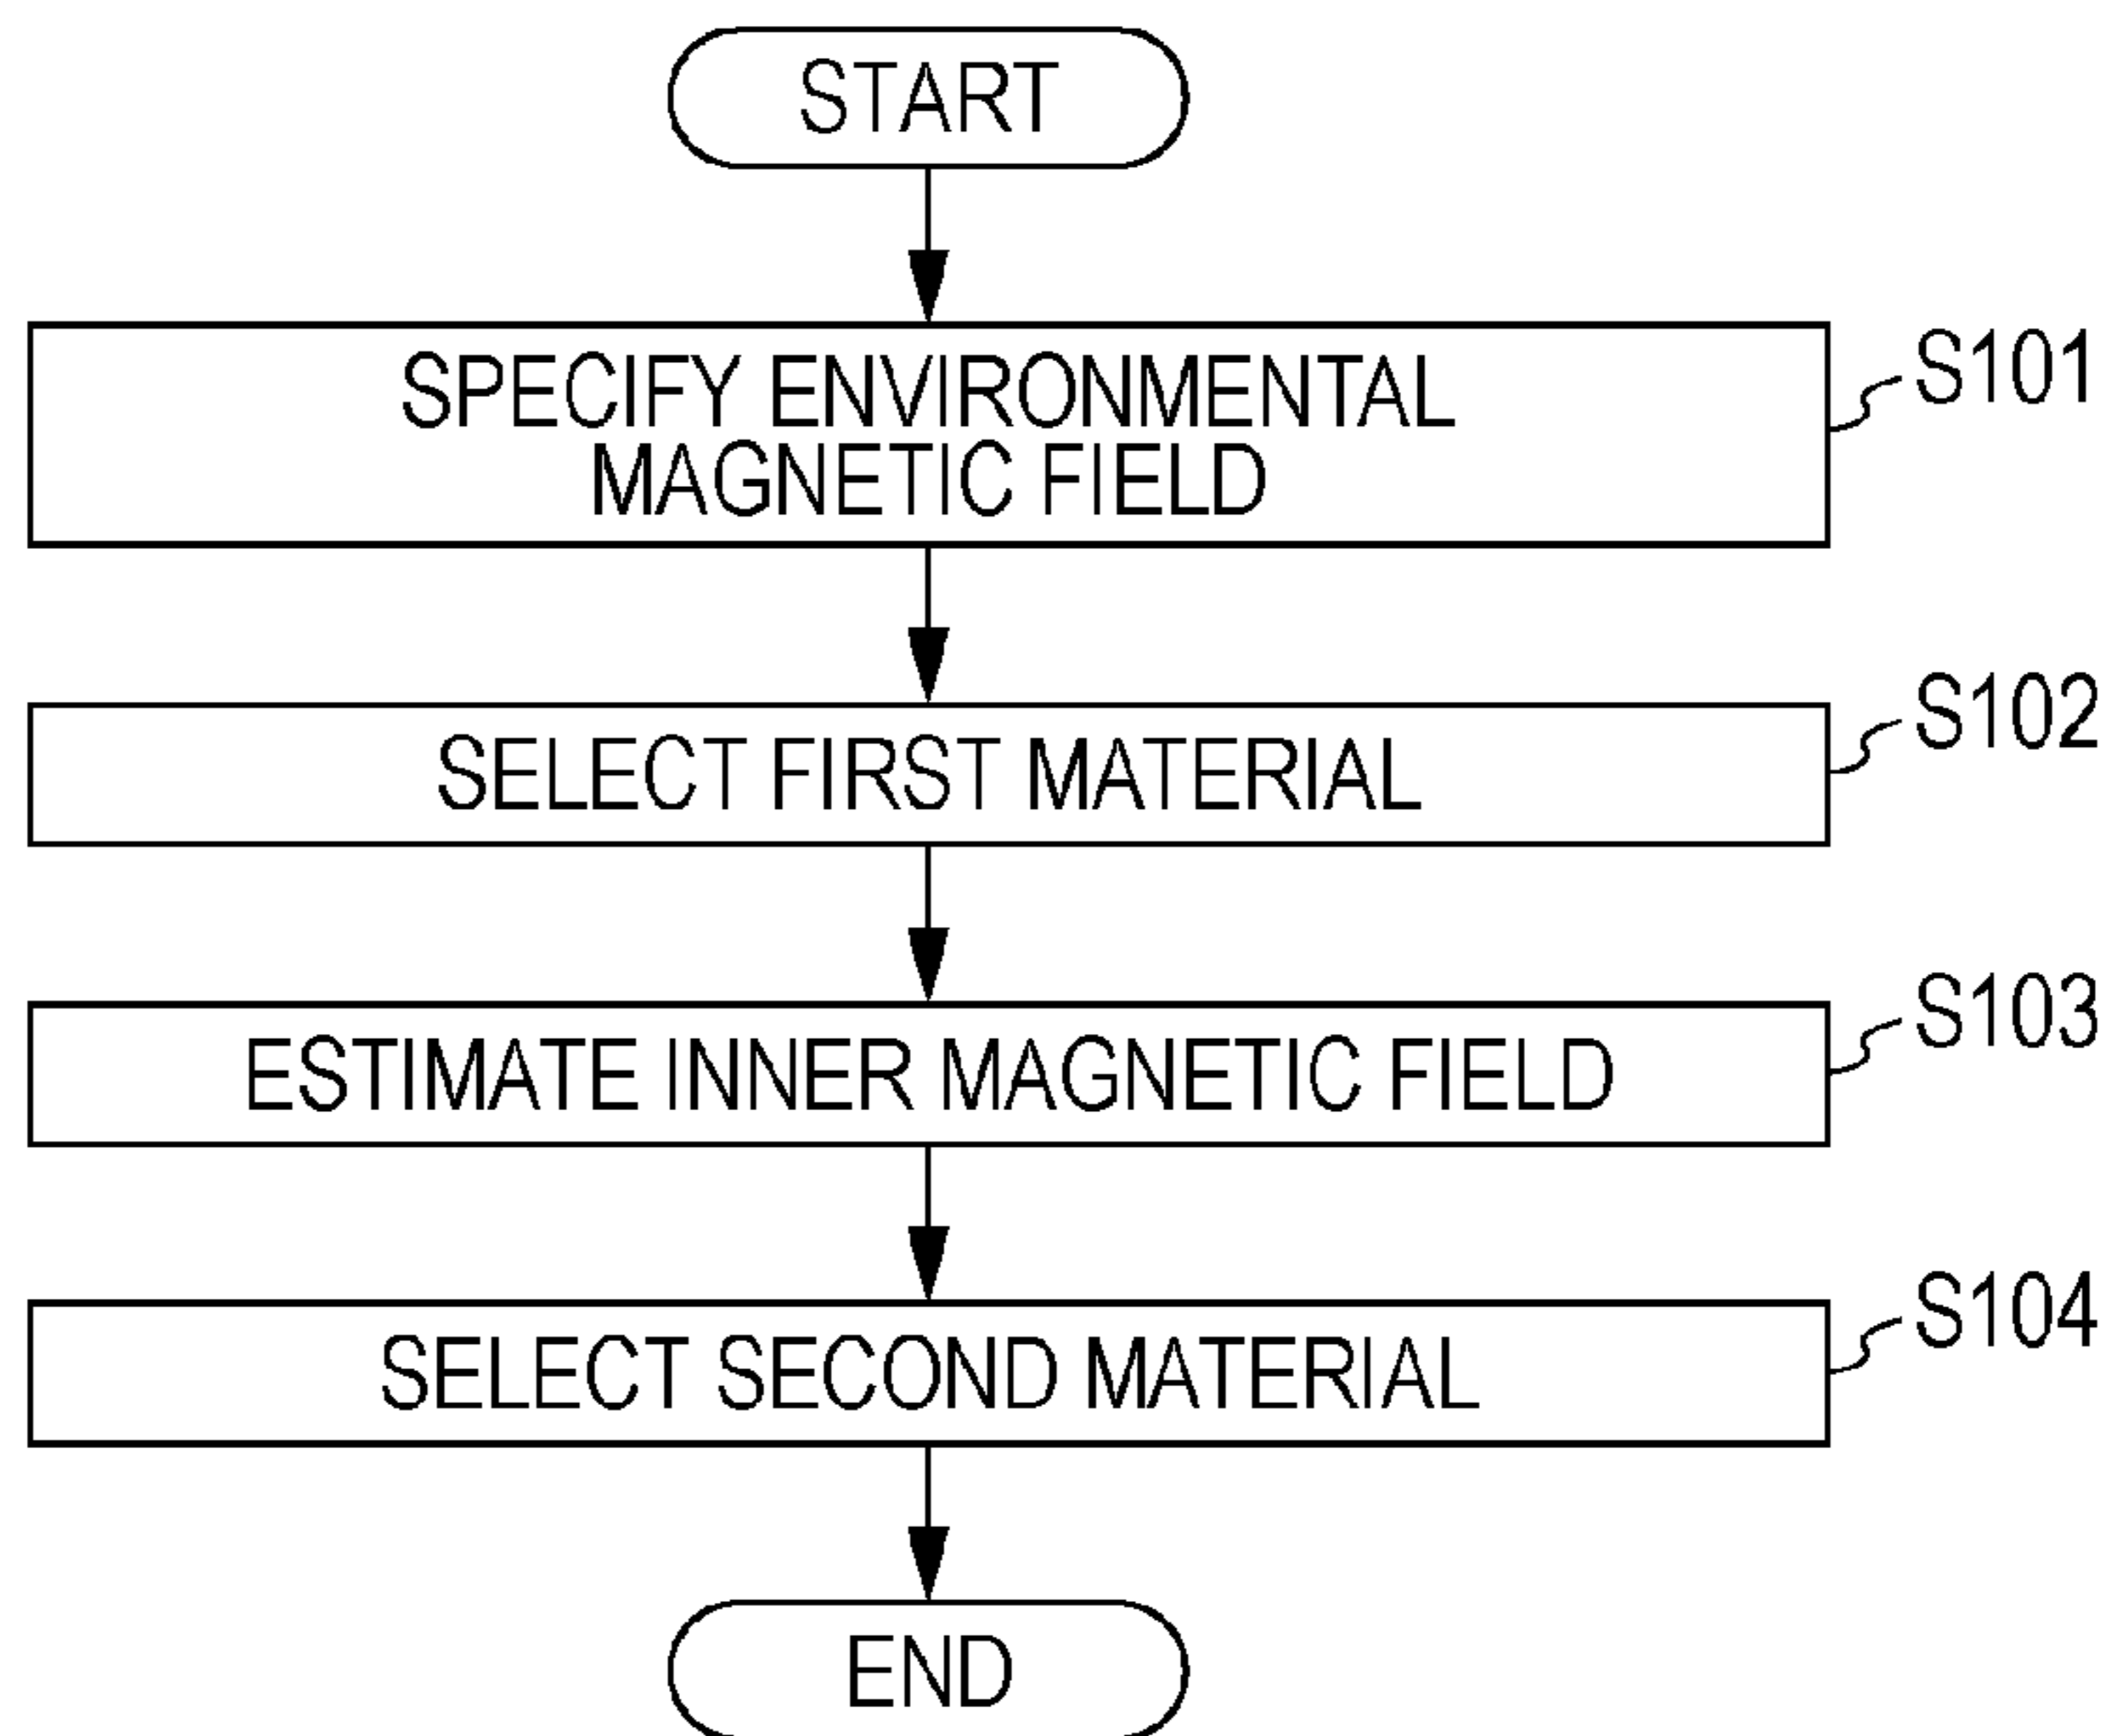 START
SPECIFY ENVIRONMENTAL
MAGNETIC FIELD
S101
SELECT FIRST MATERIAL
S102
ESTIMATE INNER MAGNETIC FIELD
S103
SELECT SECOND MATERIAL
S104
END